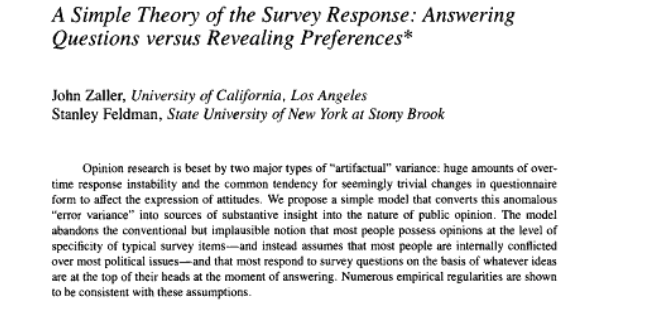 A Simple Theory of the Survey Response: Answering
Questions versus Revealing Preferences*
John Zaller, University of California, Los Angeles
Stanley Feldman, State University of New York at Stony Brook
Opinion research is beset by two major types of "artifactual" variance: huge amounts of over-
time response instability and the common tendency for seemingly trivial changes in questionnaire
form to affect the expression of attitudes. We propose a simple model that converts this anomalous
"error variance" into sources of substantive insight into the nature of public opinion. The model
abandons the conventional but implausible notion that most people possess opinions at the level of
specificity of typical survey items—and instead assumes that most people are internally conflicted
over most political issues—and that most respond to survey questions on the basis of whatever ideas
are at the top of their heads at the moment of answering. Numerous empirical regularities are shown
to be consistent with these assumptions.